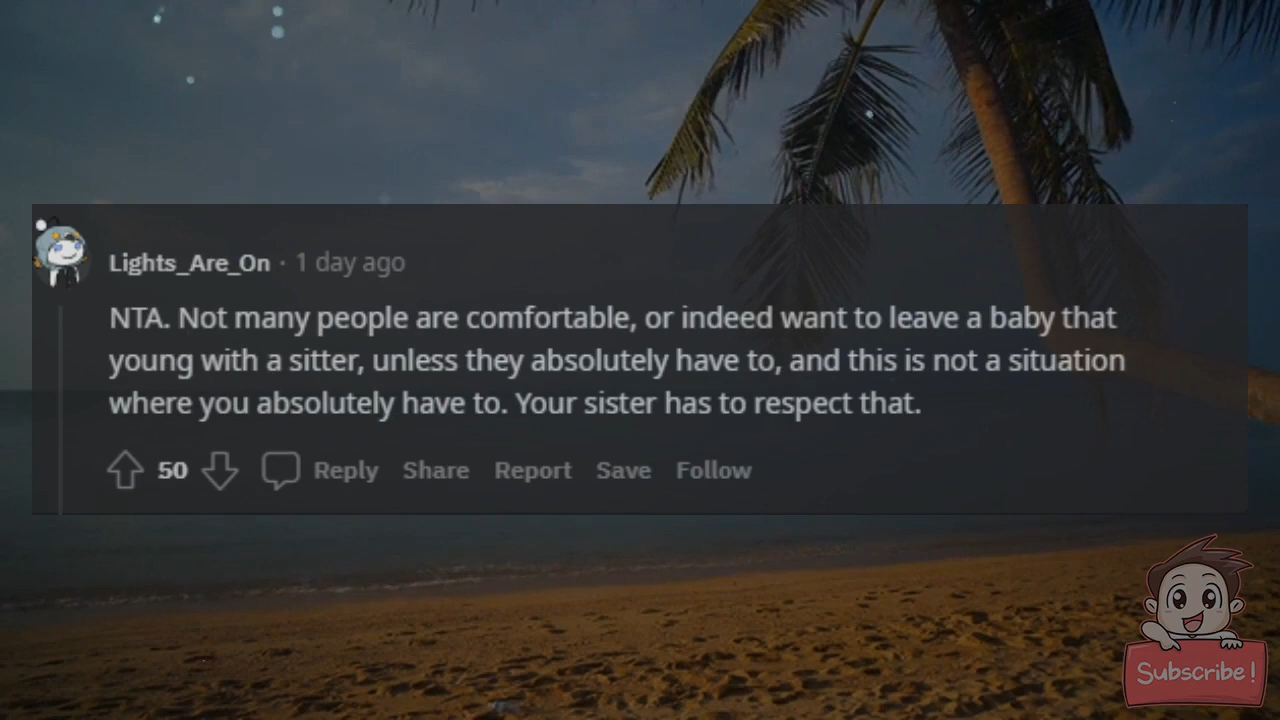 Lights_Are_On · 1 day ago
NTA. Not many people are comfortable, or indeed want to leave a baby that
young with a sitter, unless they absolutely have to, and this is not a situation
where you absolutely have to. Your sister has to respect that.
50 Reply Share Report Save Follow
Subscribe!